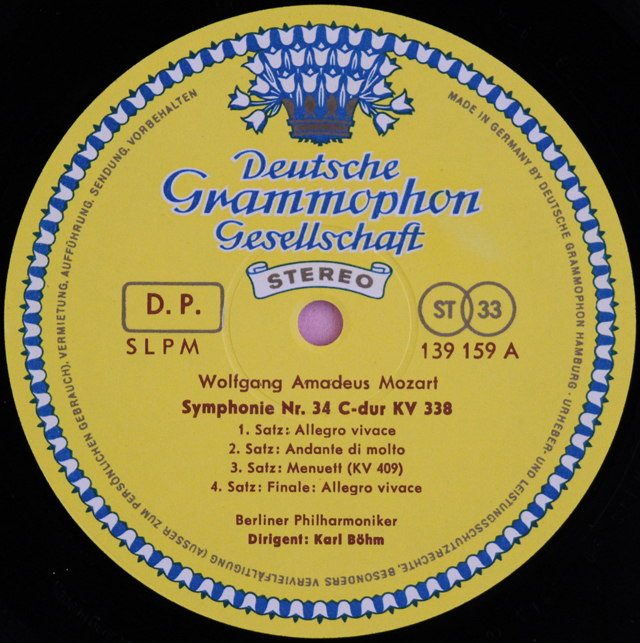 Deutsche
Grammophon
Gesellschaft
STEREO
D. P.
SLPM
ST 33
139 159 A
Wolfgang Amadeus Mozart
Symphonie Nr. 34 C-dur KV 338
1. Satz: Allegro vivace
2. Satz: Andante di molto
3. Satz: Menuett (KV 409)
4. Satz: Finale: Allegro vivace
Berliner Philharmoniker
Dirigent: Karl Böhm
MADE IN GERMANY BY DEUTSCHE GRAMMOPHON HAMBURG · URHEBER- UND LEISTUNGSSCHUTZRECHTE, BESONDERS VERVIELFÄLTIGUNG (AUSSER ZUM PERSÖNLICHEN GEBRAUCH), VERMIETUNG, AUFFÜHRUNG, SENDUNG, VORBEHALTEN